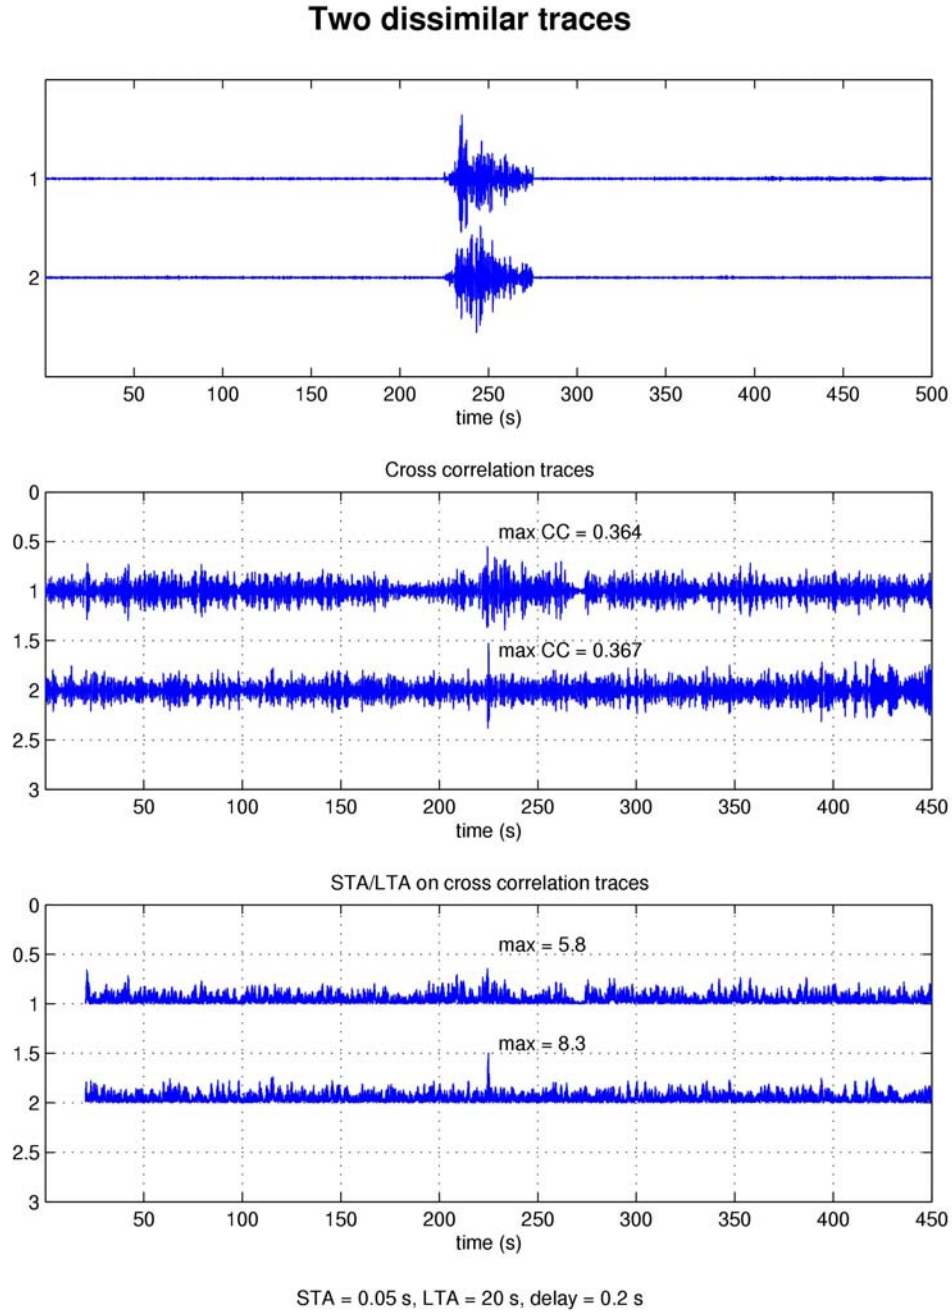 Two dissimilar traces
1
2
50 100 150 200 250 300 350 400 450 500
time (s)
Cross correlation traces
0
max CC = 0.364
0.5
1
1.5
max CC = 0.367
2
2.5
3
50 100 150 200 250 300 350 400 450
time (s)
STA/LTA on cross correlation traces
0
max = 5.8
0.5
1
max = 8.3
1.5
2
2.5
3
50 100 150 200 250 300 350 400 450
time (s)
STA = 0.05 s, LTA = 20 s, delay = 0.2 s